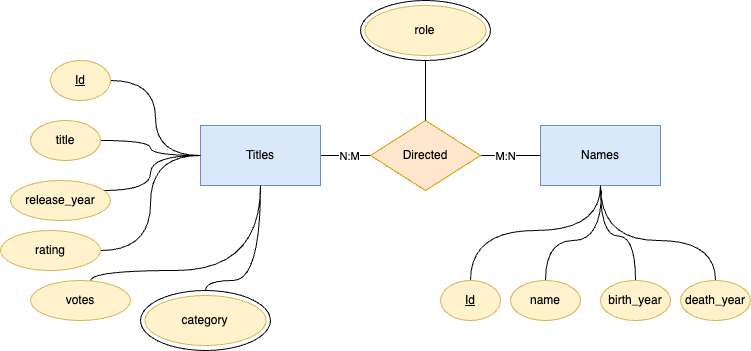 role
Id
title
Titles
N:M
Directed
M:N
Names
release_year
rating
votes
category
Id
name
birth_year
death_year